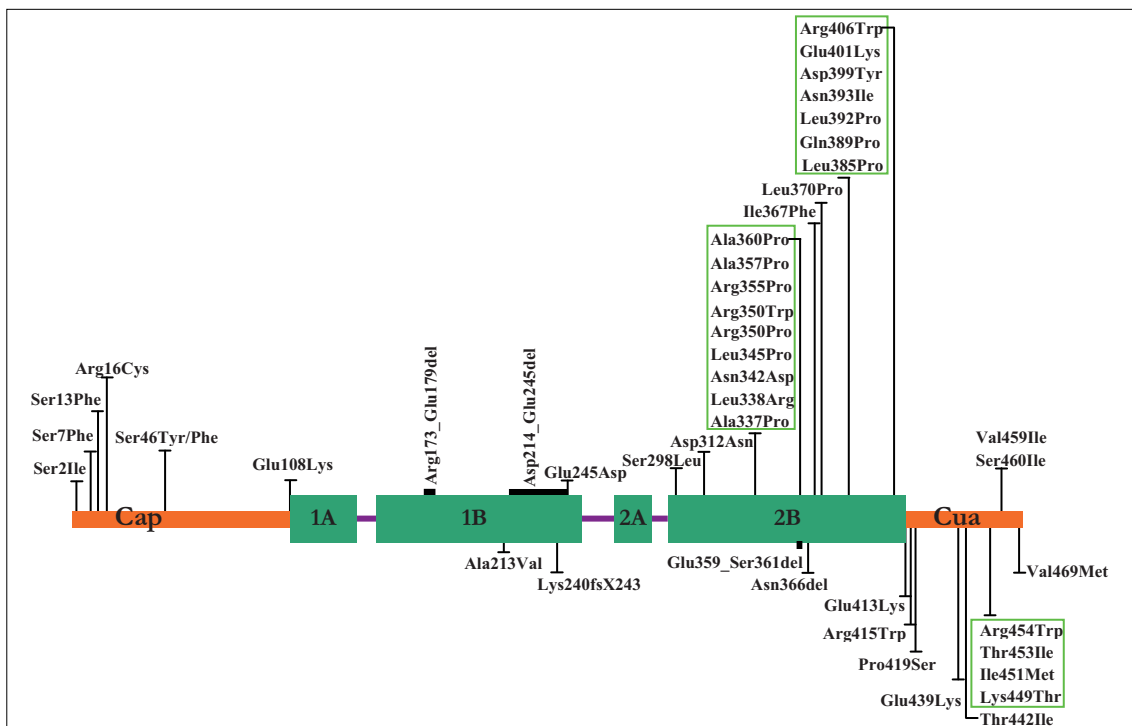 Arg406Trp
Glu401Lys
Asp399Tyr
Asn393Ile
Leu392Pro
Gln389Pro
Leu385Pro
Leu370Pro
Ile367Phe
Ala360Pro
Ala357Pro
Arg355Pro
Arg350Trp
Arg350Pro
Leu345Pro
Asn342Asp
Leu338Arg
Ala337Pro
Arg16Cys
Ser13Phe
Ser7Phe
Ser2Ile
Ser46Tyr/Phe
Glu108Lys
Arg173_Glu179del
Asp214_Glu245del
Glu245Asp
Ser298Leu
Asp312Asn
Val459Ile
Ser460Ile
Cap
1A
1B
2A
2B
Cua
Ala213Val
Lys240fsX243
Glu359_Ser361del
Asn366del
Glu413Lys
Arg415Trp
Pro419Ser
Glu439Lys
Val469Met
Arg454Trp
Thr453Ile
Ile451Met
Lys449Thr
Thr442Ile